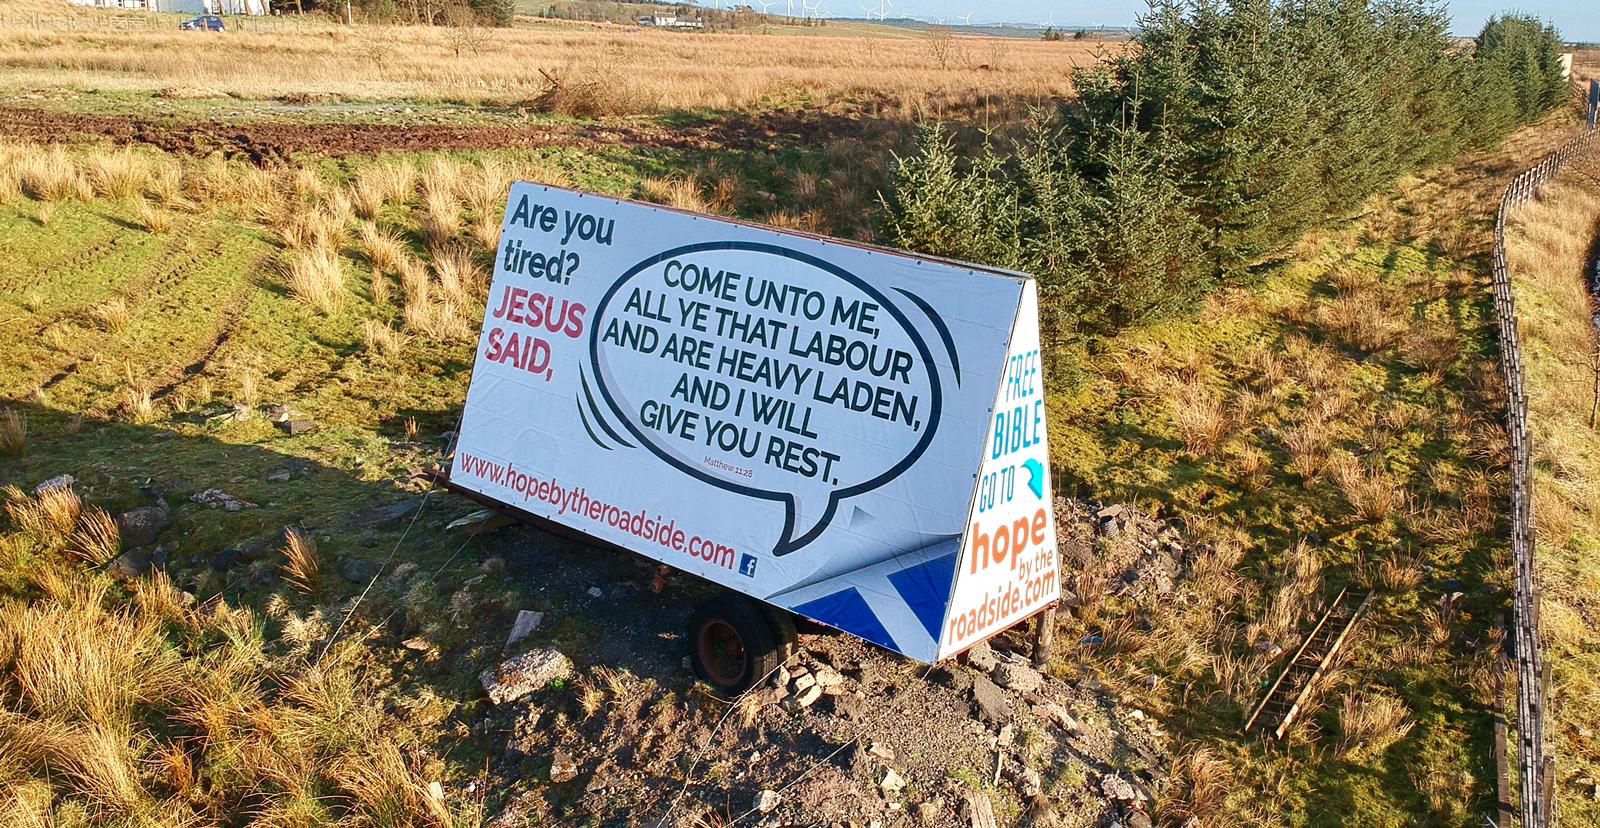 Are you
tired?
JESUS
SAID,
COME UNTO ME,
ALL YE THAT LABOUR
AND ARE HEAVY LADEN,
AND I WILL
GIVE YOU REST.
Matthew 11:28
www.hopebytheroadside.com f
FREE
BIBLE
GO TO
hope
by the
roadside.com